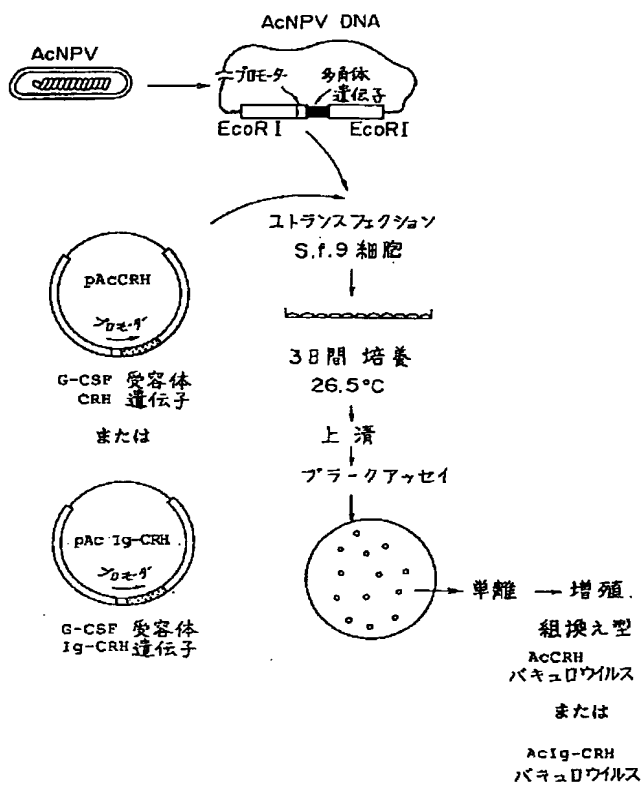 AcNPV DNA
AcNPV
プロモーター
多角体
遺伝子
EcoRI
EcoRI
コトランスフェクション
S.f.9 細胞
pAcCRH
プロモーダ
G-CSF 受容体
CRH 遺伝子
または
3日間 培養
26.5°C
上清
プラークアッセイ
pAc Ig-CRH
プロモーダ
G-CSF 受容体
Ig-CRH 遺伝子
単離
増殖.
組換え型
AcCRH
バキュロウイルス
または
AcIg-CRH
バキュロウイルス